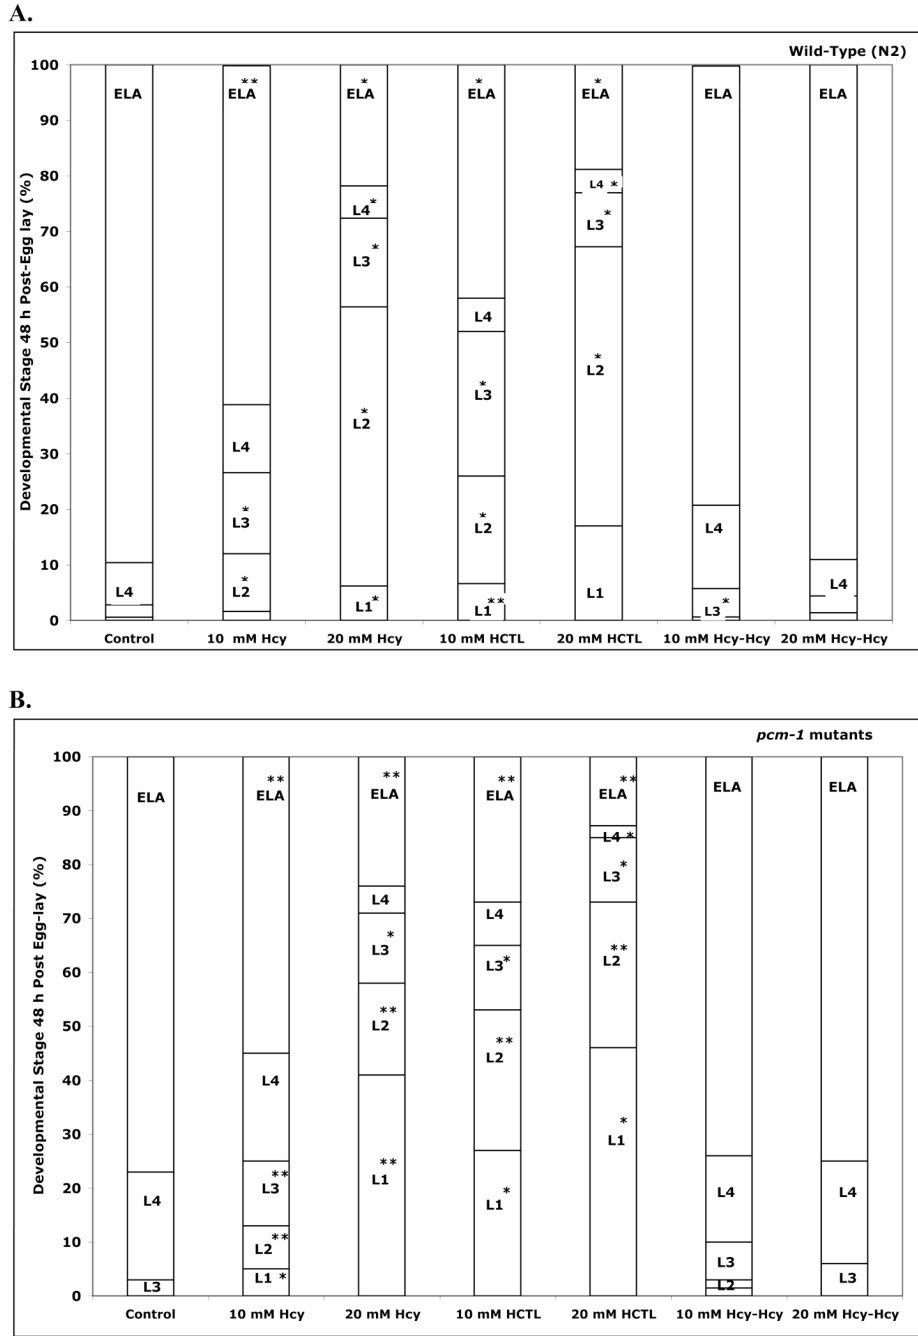 A.
Wild-Type (N2)
Developmental Stage 48 h Post-Egg lay (%)
100
90
80
70
60
50
40
30
20
10
0
ELA
L4
ELA **
L4
L3 *
L2 *
ELA *
L4 *
L3 *
L2 *
L1 *
ELA *
L4
L3 *
L2 *
L1 **
ELA *
L4 *
L3 *
L2 *
L1
ELA
L4
L3 *
ELA
L4
Control
10 mM Hcy
20 mM Hcy
10 mM HCTL
20 mM HCTL
10 mM Hcy-Hcy
20 mM Hcy-Hcy
B.
pcm-1 mutants
Developmental Stage 48 h Post Egg-lay (%)
100
90
80
70
60
50
40
30
20
10
0
ELA
L4
L3
ELA **
L4
L3 **
L2 **
L1 *
ELA **
L4
L3 *
L2 **
L1 **
ELA **
L4
L3 *
L2 **
L1 *
ELA **
L4 *
L3 *
L2 **
L1 *
ELA
L4
L3
L2
ELA
L4
L3
Control
10 mM Hcy
20 mM Hcy
10 mM HCTL
20 mM HCTL
10 mM Hcy-Hcy
20 mM Hcy-Hcy